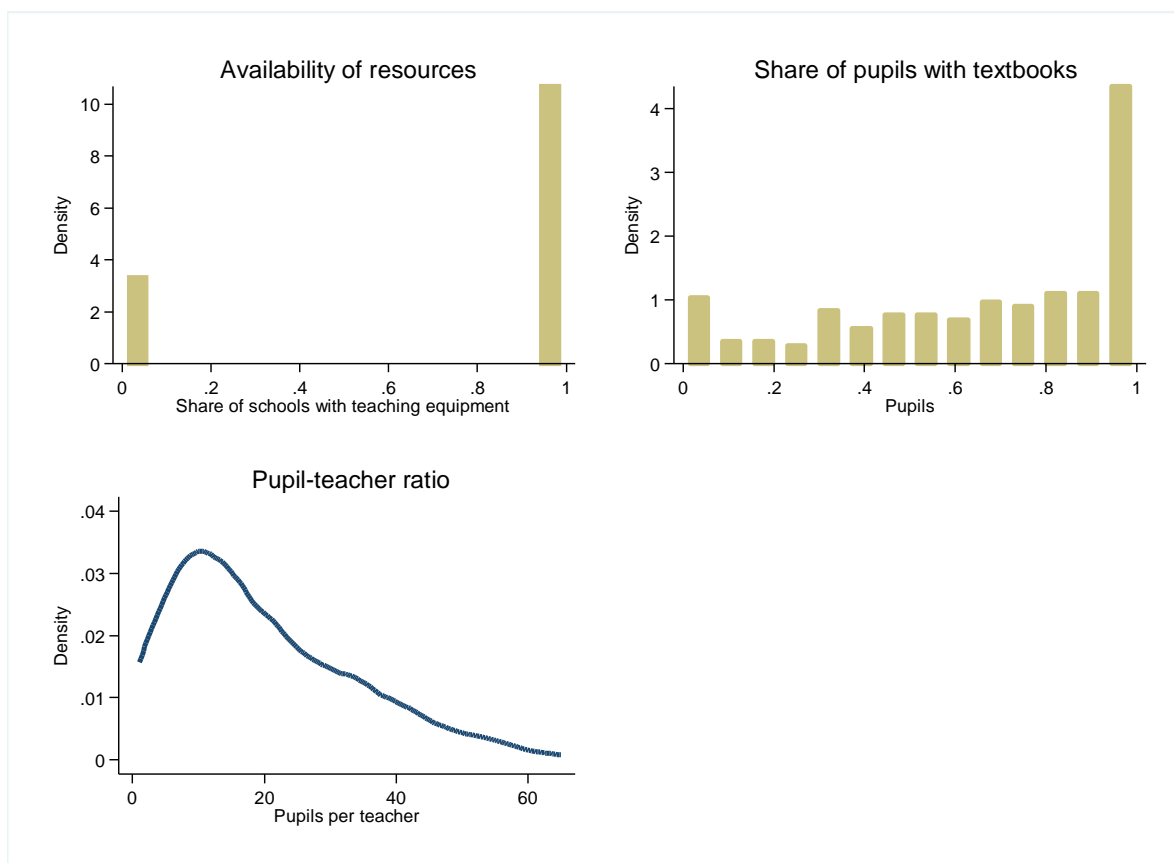 Availability of resources
Density
10
8
6
4
2
0
0 .2 .4 .6 .8 1
Share of schools with teaching equipment
Share of pupils with textbooks
Density
4
3
2
1
0
0 .2 .4 .6 .8 1
Pupils
Pupil-teacher ratio
Density
.04
.03
.02
.01
0
0 20 40 60
Pupils per teacher